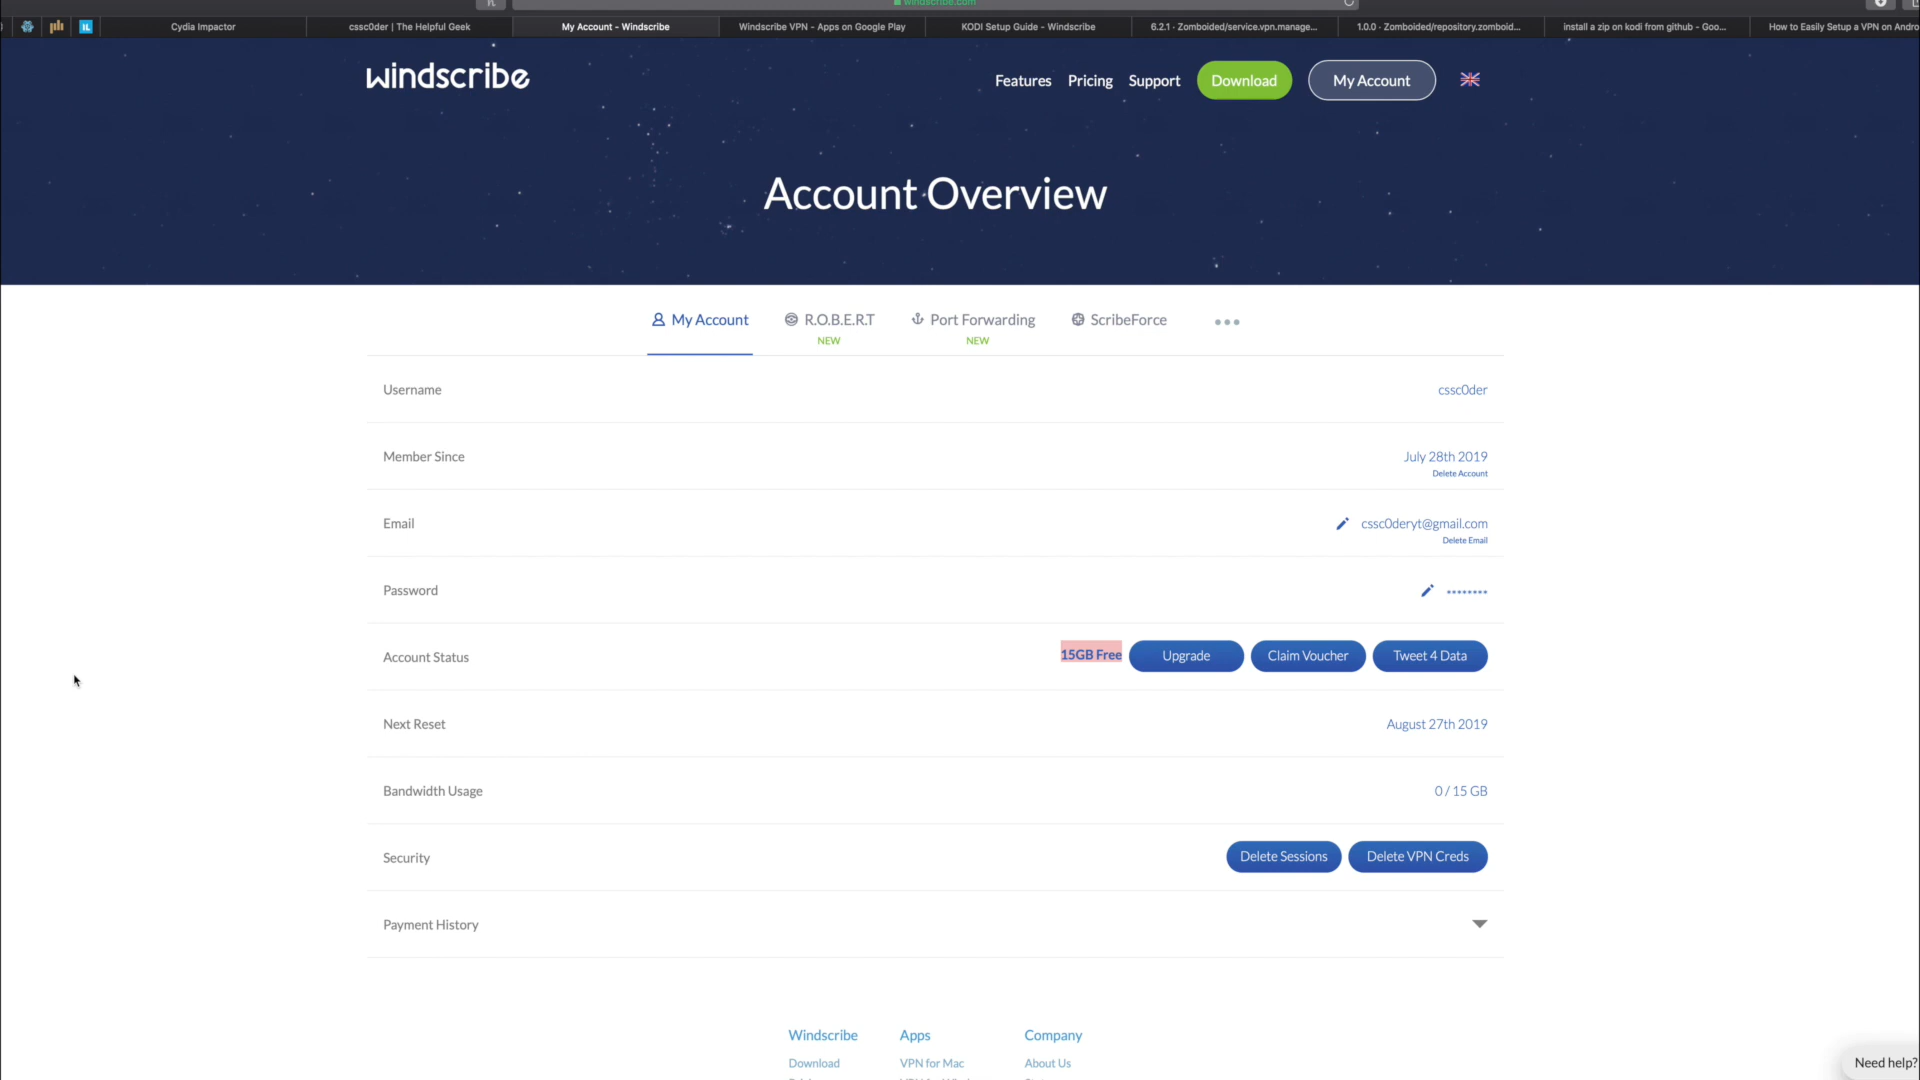 windscribe.com
Cydia Impactor
cssc0der | The Helpful Geek
My Account - Windscribe
Windscribe VPN - Apps on Google Play
KODI Setup Guide - Windscribe
6.2.1 · Zomboided/service.vpn.manage...
1.0.0 · Zomboided/repository.zomboid...
install a zip on kodi from github - Goo...
How to Easily Setup a VPN on Andro
windscribe
Features Pricing Support Download My Account
Account Overview
My Account R.O.B.E.R.T Port Forwarding ScribeForce
NEW NEW
Username cssc0der
Member Since July 28th 2019
Delete Account
Email cssc0deryt@gmail.com
Delete Email
Password ••••••••
Account Status 15GB Free Upgrade Claim Voucher Tweet 4 Data
Next Reset August 27th 2019
Bandwidth Usage 0 / 15 GB
Security Delete Sessions Delete VPN Creds
Payment History
Windscribe Apps Company
Download VPN for Mac About Us
Need help?